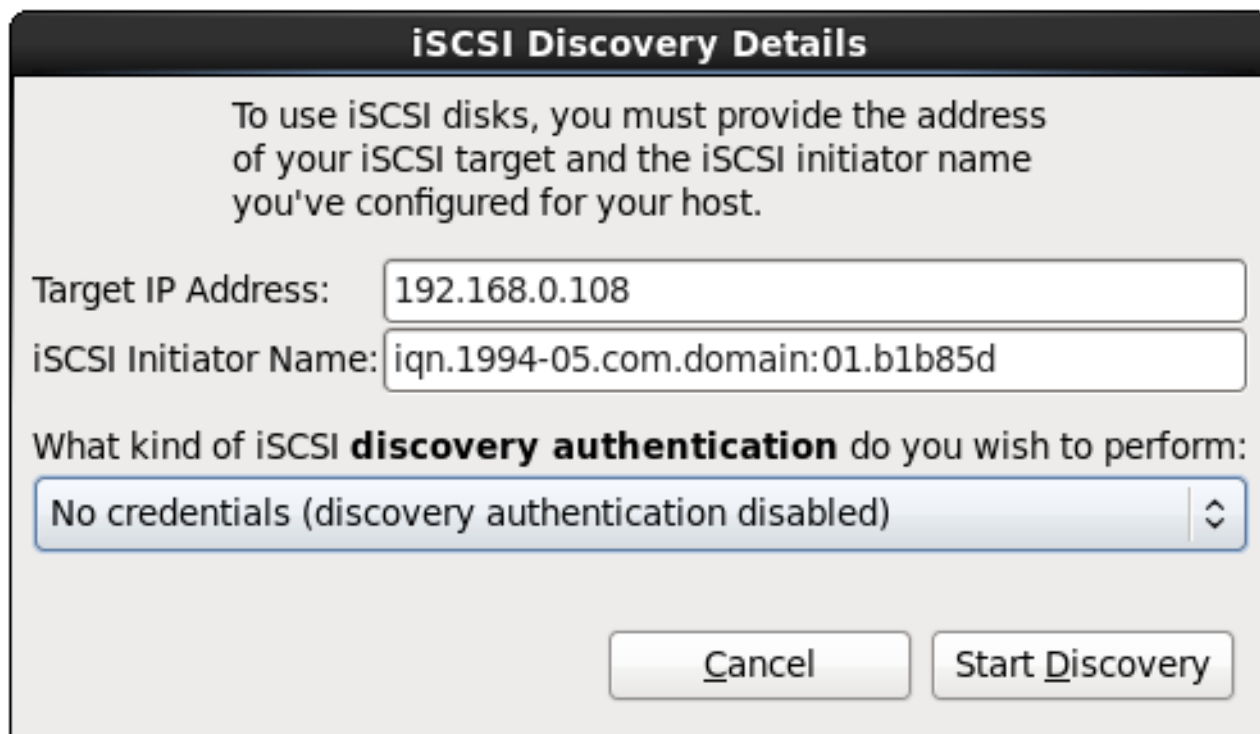 iSCSI Discovery Details
To use iSCSI disks, you must provide the address
of your iSCSI target and the iSCSI initiator name
you've configured for your host.
Target IP Address: 192.168.0.108
iSCSI Initiator Name: iqn.1994-05.com.domain:01.b1b85d
What kind of iSCSI discovery authentication do you wish to perform:
No credentials (discovery authentication disabled)
Cancel Start Discovery